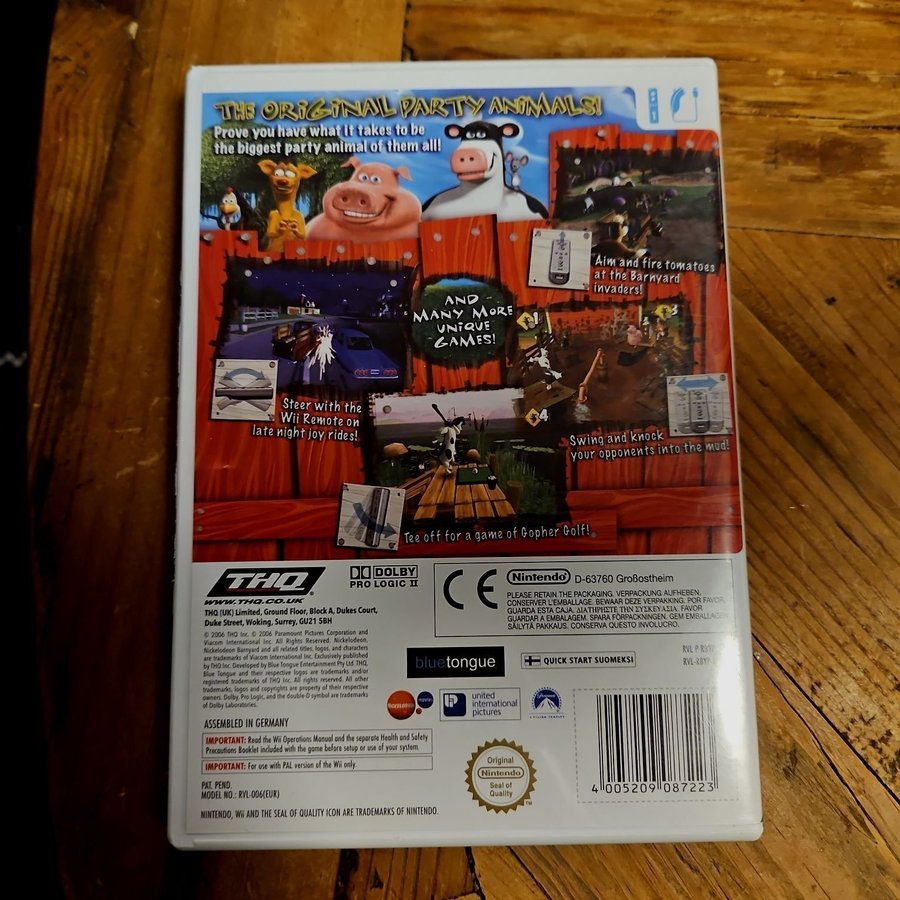 THE ORIGINAL PARTY ANIMALS!
Prove you have what it takes to be
the biggest party animal of them all!
Aim and fire tomatoes
at the Barnyard
invaders!
AND
MANY MORE
UNIQUE
GAMES!
1
3
4
Steer with the
Wii Remote on
late night joy rides!
Swing and knock
your opponents into the mud!
Tee off for a game of Gopher Golf!
THQ
WWW.THQ.CO.UK
DOLBY
PRO LOGIC II
THQ (UK) Limited, Ground Floor, Block A, Dukes Court,
Duke Street, Woking, Surrey, GU21 5BH
© 2006 THQ Inc. © 2006 Paramount Pictures Corporation and
Viacom International Inc. All Rights Reserved. Nickelodeon,
Nickelodeon Barnyard and all related titles, logos, and characters
are trademarks of Viacom International Inc. Exclusively published
by THQ Inc. Developed by Blue Tongue Entertainment Pty Ltd. THQ,
Blue Tongue and their respective logos are trademarks and/or
registered trademarks of THQ Inc. All rights reserved. All other
trademarks, logos and copyrights are property of their respective
owners. Dolby, Pro Logic, and the double-D symbol are trademarks
of Dolby Laboratories.
ASSEMBLED IN GERMANY
IMPORTANT: Read the Wii Operations Manual and the separate Health and Safety
Precautions Booklet included with the game before setup or use of your system.
IMPORTANT: For use with PAL version of the Wii only.
PAT. PEND.
MODEL NO.: RVL-006(EUR)
NINTENDO, Wii AND THE SEAL OF QUALITY ICON ARE TRADEMARKS OF NINTENDO.
CE
Nintendo D-63760 Großostheim
PLEASE RETAIN THE PACKAGING. VERPACKUNG AUFHEBEN.
CONSERVER L'EMBALLAGE. BEWAAR DEZE VERPAKKING. POR FAVOR,
GUARDA ESTA CAJA. ΔΙΑΤΗΡΗΣΤΕ ΤΗΝ ΣΥΣΚΕΥΑΣΙΑ. FAVOR
GUARDAR A EMBALAGEM. SPARA FÖRPACKNINGEN. GEM EMBALLAGEN.
SÄILYTÄ PAKKAUS. CONSERVA QUESTO INVOLUCRO.
bluetongue
QUICK START SUOMEKSI
nickelodeon movies
united
international
pictures
Paramount
Original
Nintendo
Seal of
Quality
TM
4 005209 087223